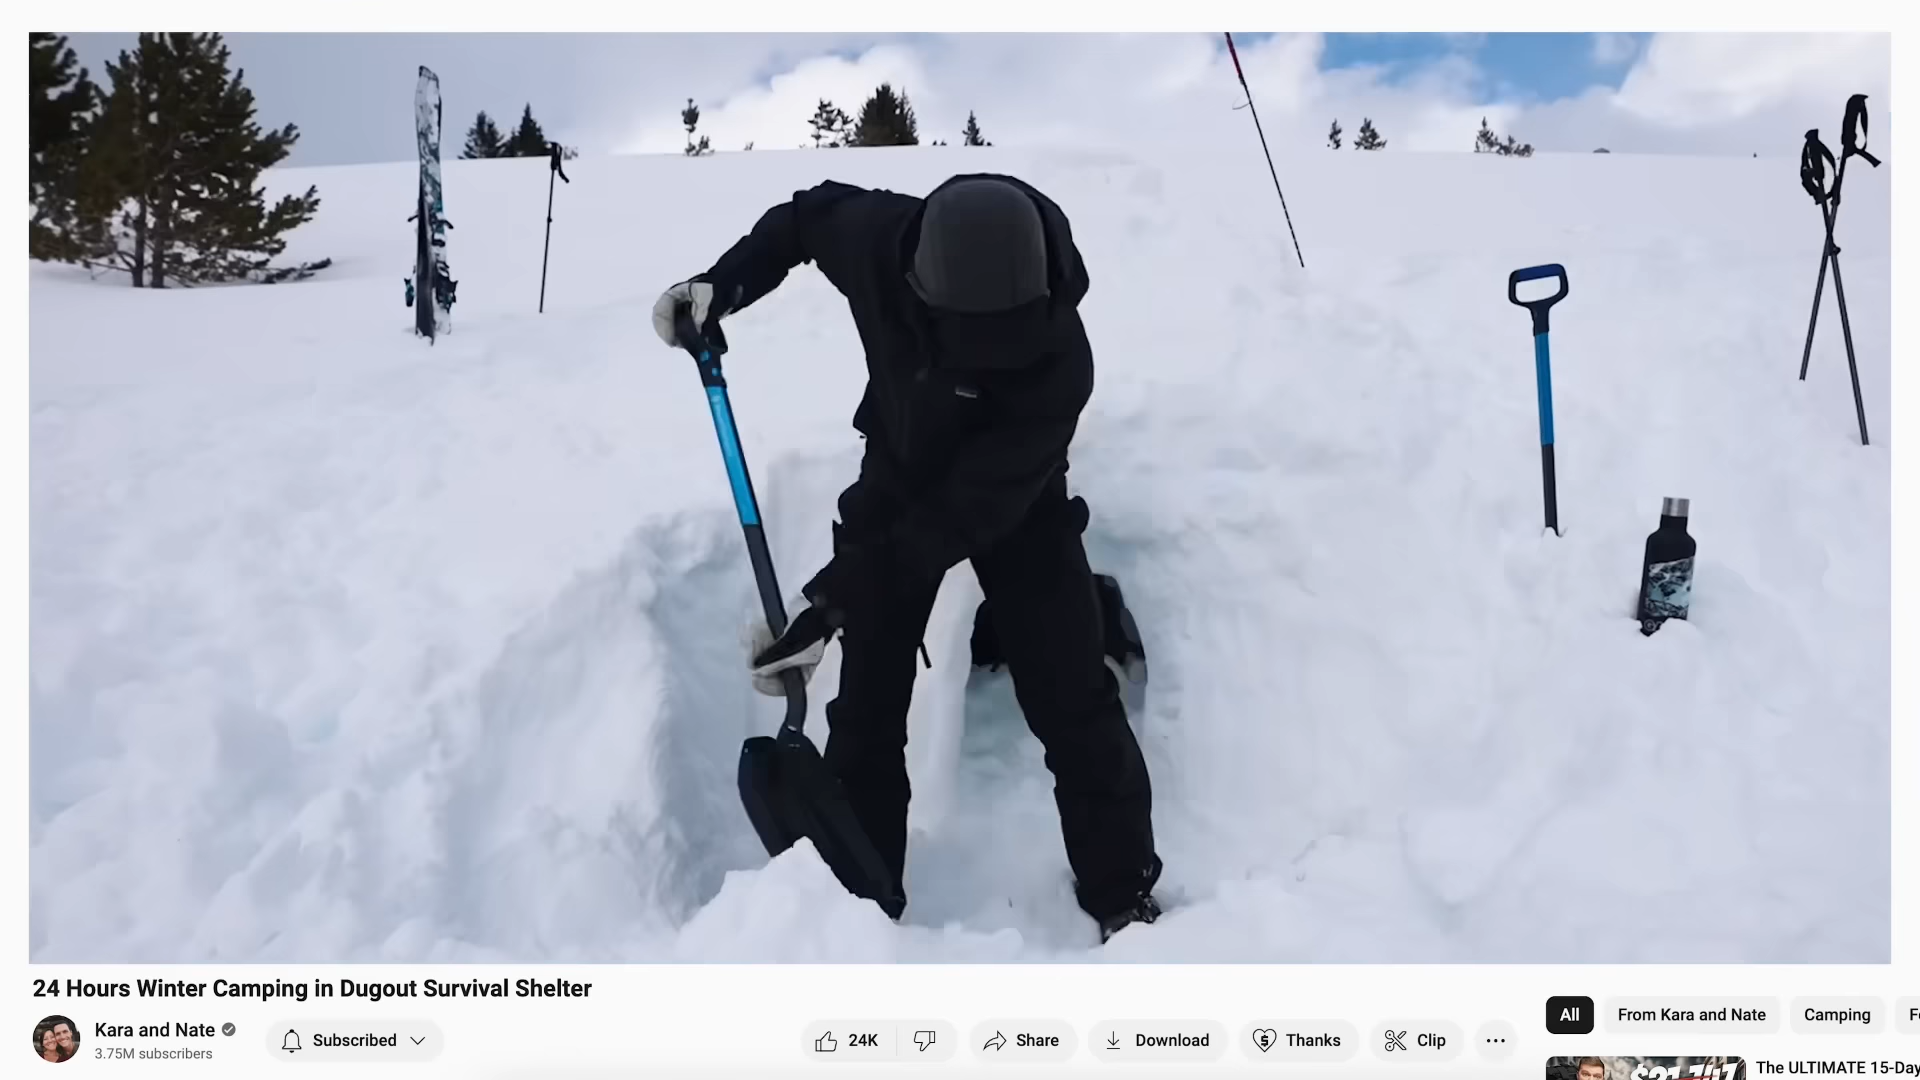 24 Hours Winter Camping in Dugout Survival Shelter
Kara and Nate
3.75M subscribers
Subscribed
24K
Share
Download
Thanks
Clip
All
From Kara and Nate
Camping
The ULTIMATE 15-Day